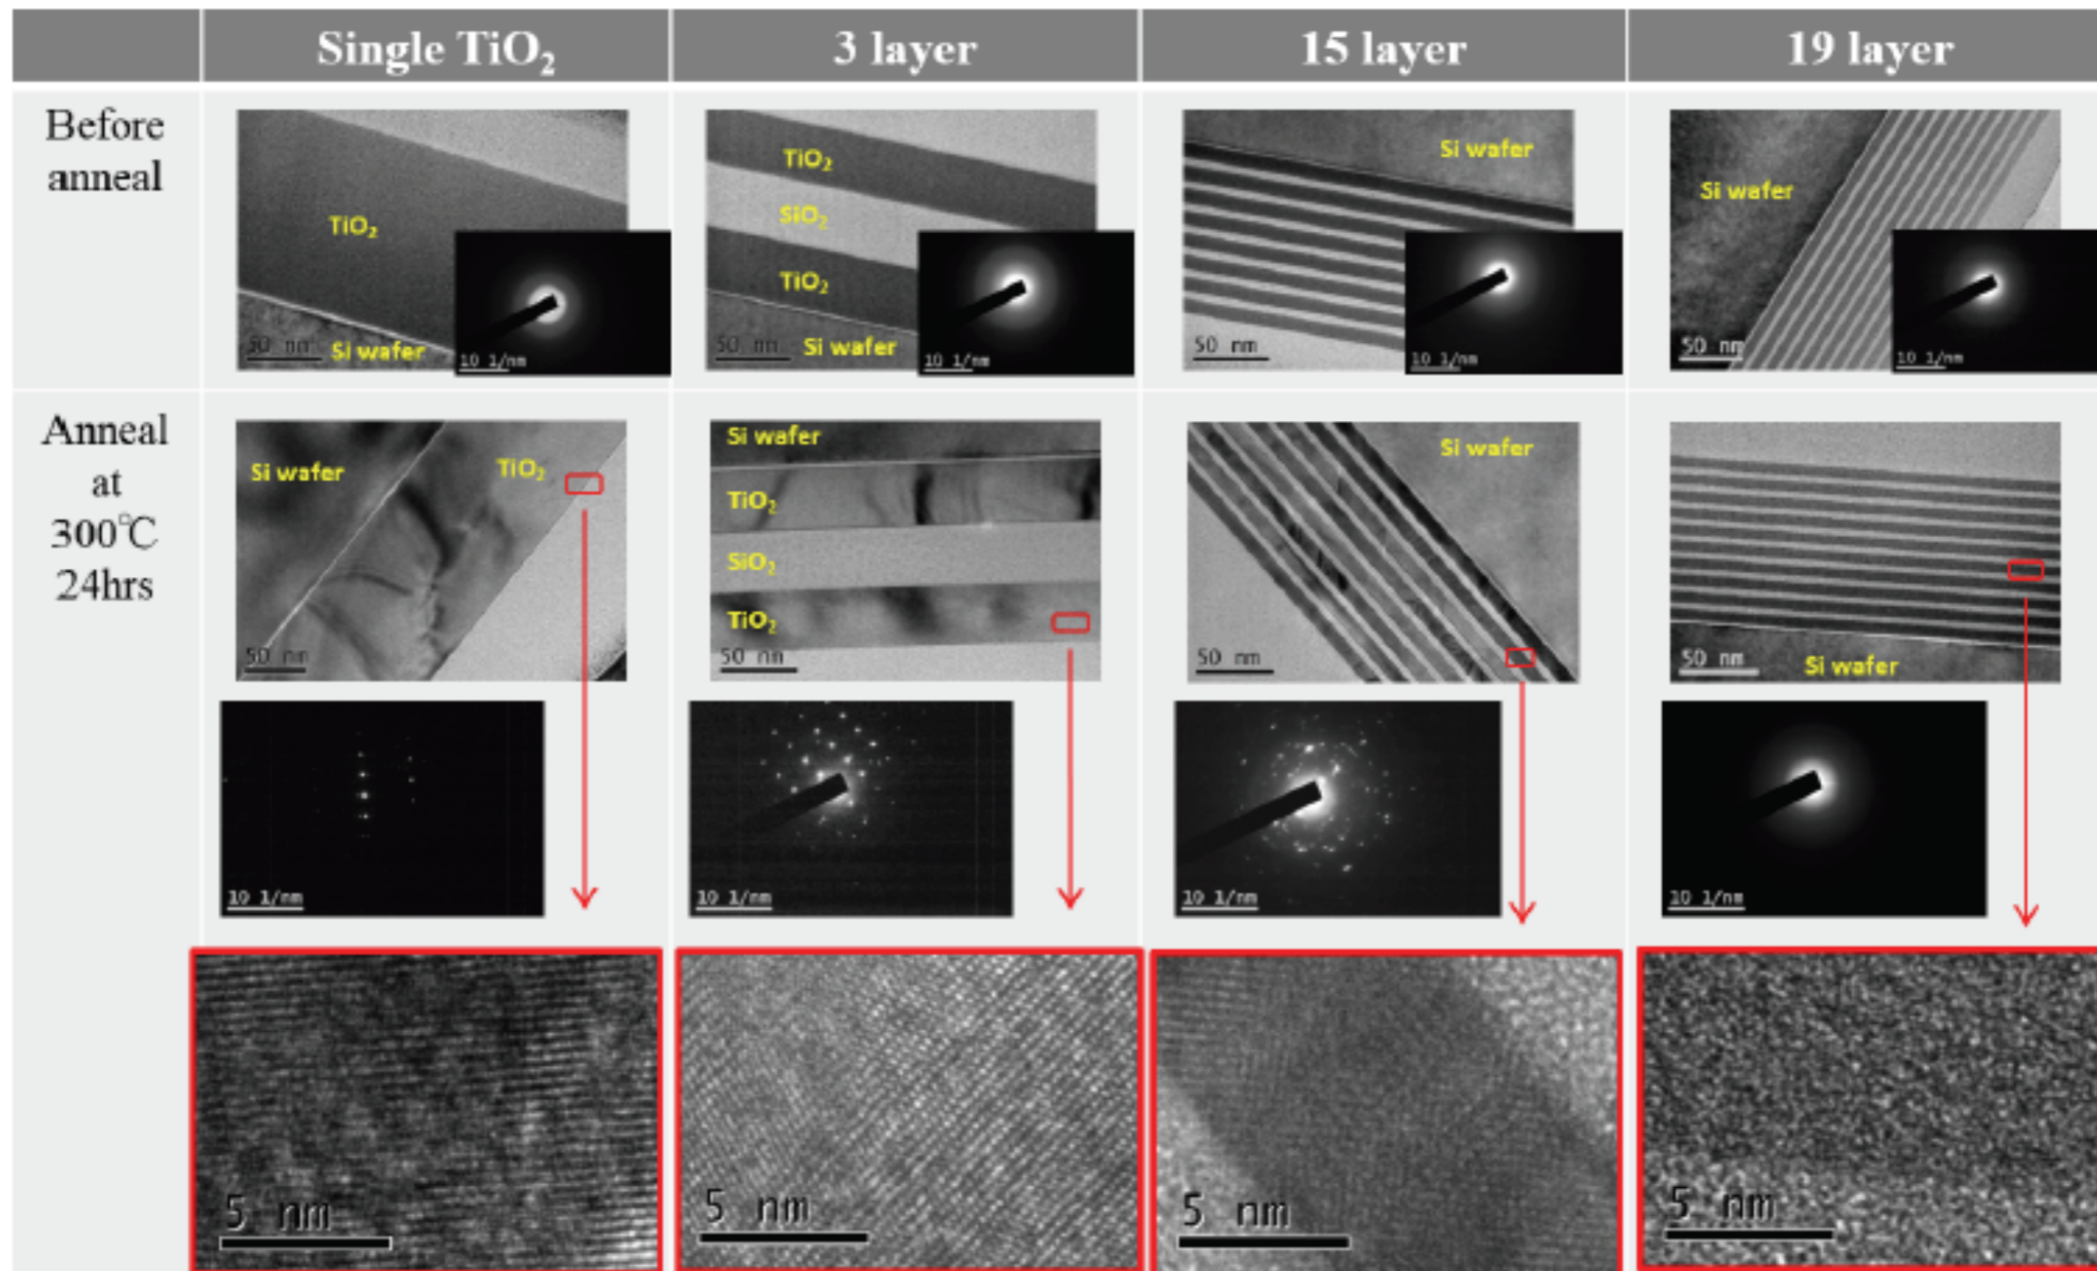 Single TiO₂ 3 layer 15 layer 19 layer
Before
anneal
TiO₂
50 nm
Si wafer
10 1/nm
TiO₂
SiO₂
TiO₂
50 nm
Si wafer
10 1/nm
Si wafer
50 nm
10 1/nm
Si wafer
50 nm
10 1/nm
Anneal
at
300℃
24hrs
Si wafer
TiO₂
50 nm
10 1/nm
5 nm
Si wafer
TiO₂
SiO₂
TiO₂
50 nm
10 1/nm
5 nm
Si wafer
50 nm
10 1/nm
5 nm
50 nm
Si wafer
10 1/nm
5 nm